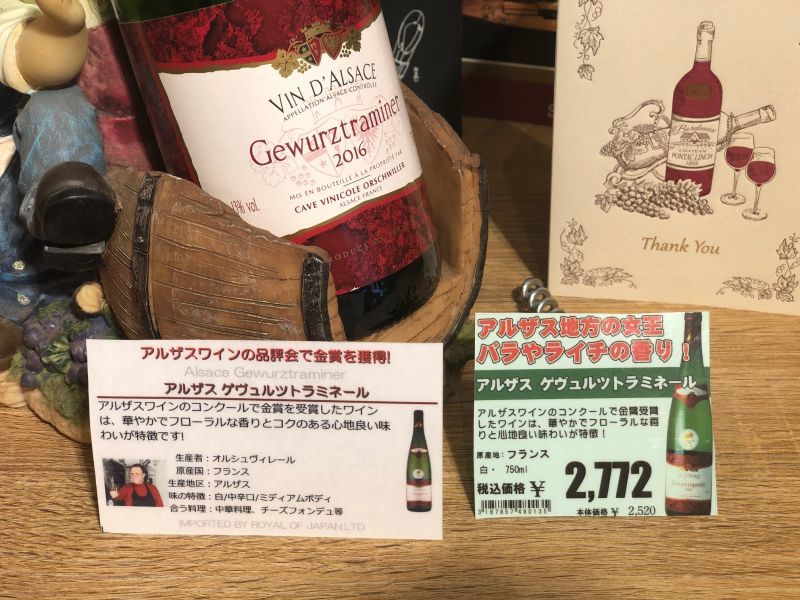 VIN D'ALSACE
APPELLATION ALSACE CONTRÔLÉE
Gewurztraminer
2016
MIS EN BOUTEILLE À LA PROPRIÉTÉ PAR
CAVE VINICOLE ORSCHWILLER
ALSACE FRANCE
13% vol.
Thank You
アルザスワインの品評会で金賞を獲得!
Alsace Gewurztraminer
アルザス ゲヴュルツトラミネール
アルザスワインのコンクールで金賞を受賞したワイン
は、華やかでフローラルな香りとコクのある心地良い味
わいが特徴です!
生産者：オルシュヴィレール
原産国：フランス
生産地区：アルザス
味の特徴：白/中辛口/ミディアムボディ
合う料理：中華料理、チーズフォンデュ等
IMPORTED BY ROYAL OF JAPAN.LTD
アルザス地方の女王
バラやライチの香り！
アルザス ゲヴュルツトラミネール
アルザスワインのコンクールで金賞受賞
したワインは、華やかでフローラルな香
りと心地良い味わいが特徴！
原産地：フランス
白・ 750ml
税込価格 ￥ 2,772
3 187857 480135
本体価格 ￥ 2,520